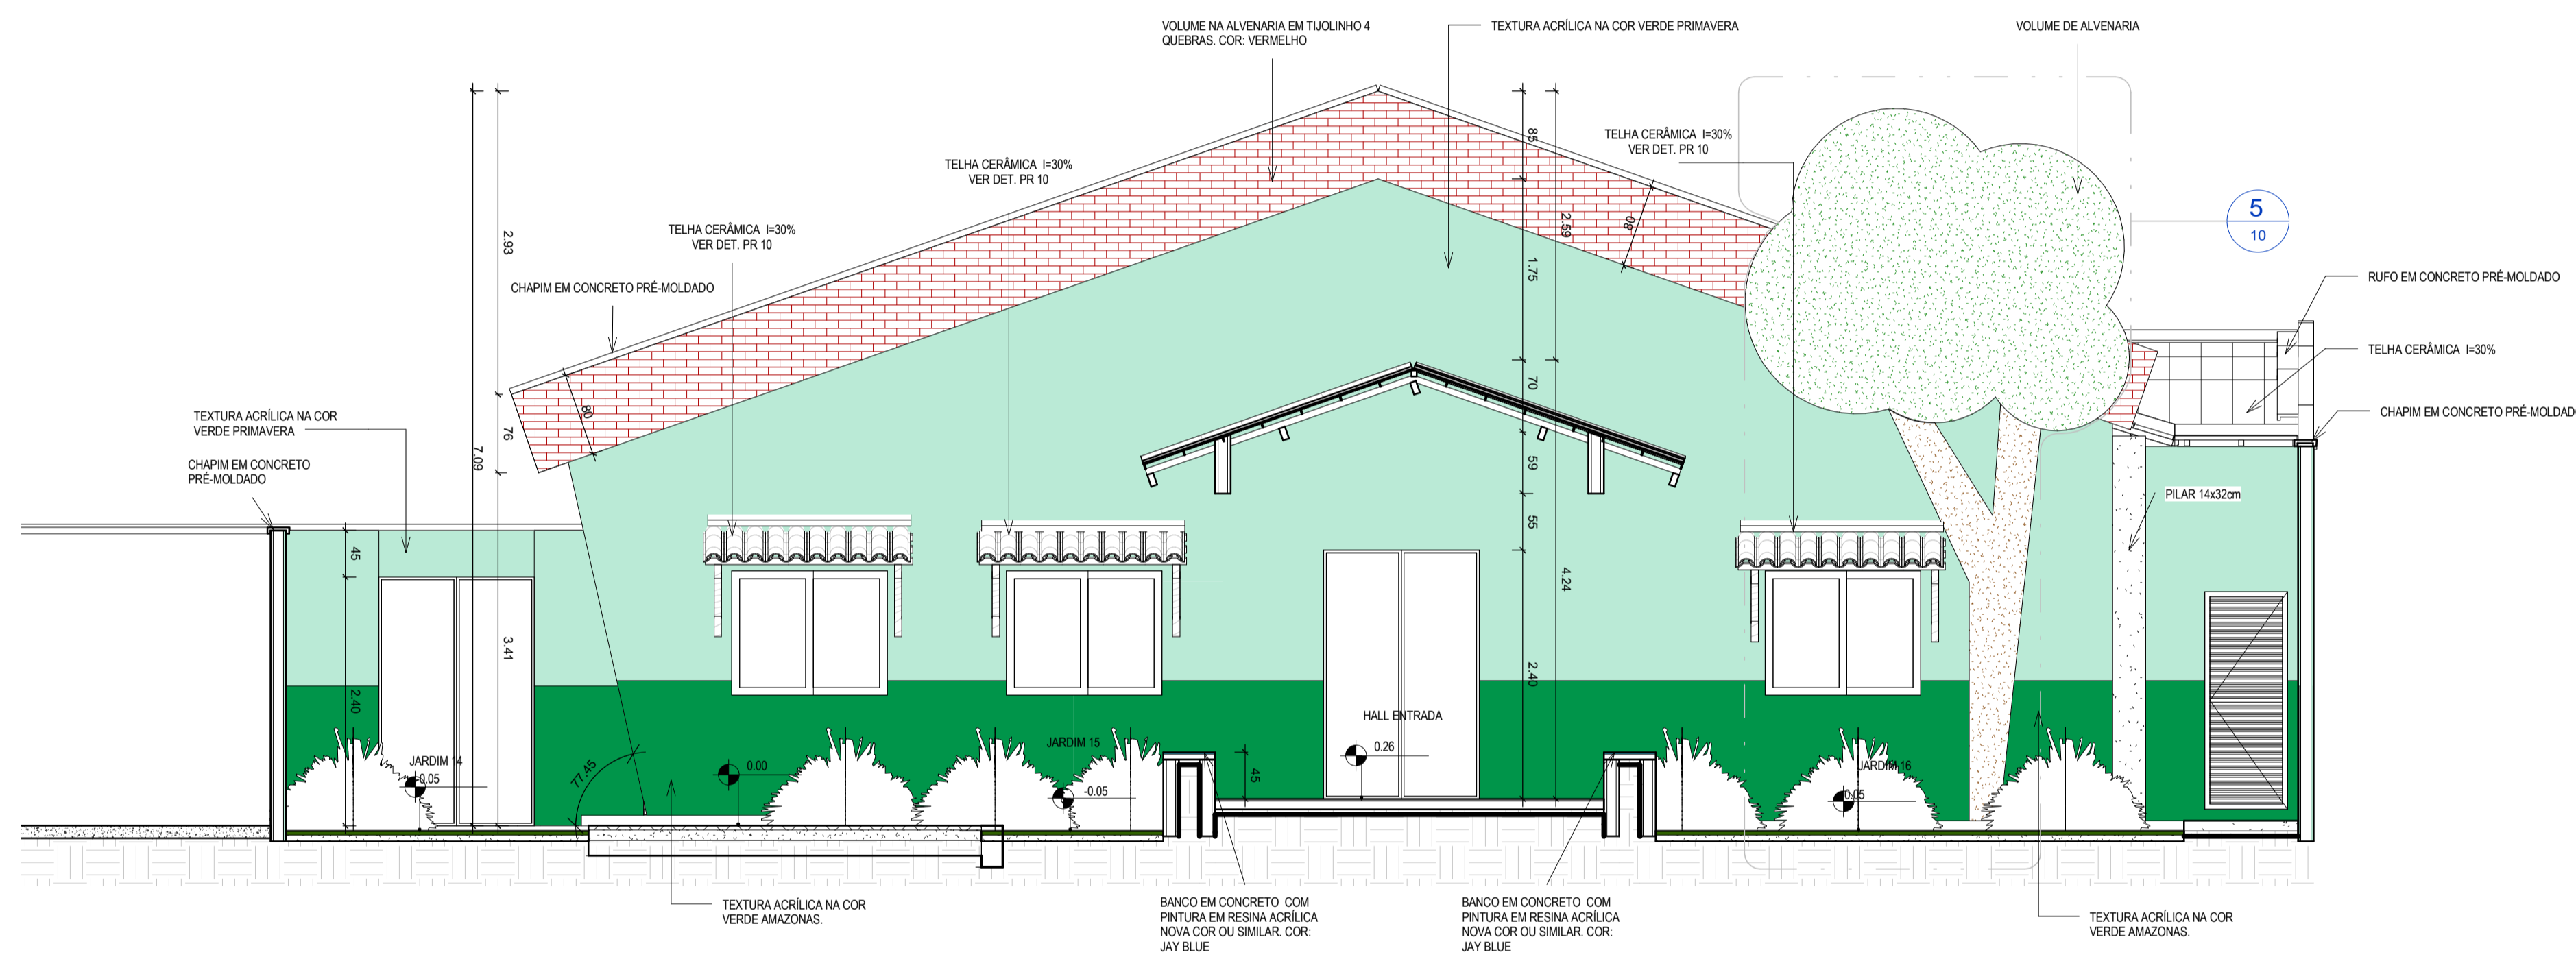 VOLUME NA ALVENARIA EM TIJOLINHO 4
QUEBRAS. COR: VERMELHO
TEXTURA ACRÍLICA NA COR VERDE PRIMAVERA
VOLUME DE ALVENARIA
TELHA CERÂMICA  I=30%
VER DET. PR 10
TELHA CERÂMICA  I=30%
VER DET. PR 10
TELHA CERÂMICA  I=30%
VER DET. PR 10
CHAPIM EM CONCRETO PRÉ-MOLDADO
5
10
RUFO EM CONCRETO PRÉ-MOLDADO
TELHA CERÂMICA  I=30%
CHAPIM EM CONCRETO PRÉ-MOLDAD
TEXTURA ACRÍLICA NA COR
VERDE PRIMAVERA
CHAPIM EM CONCRETO
PRÉ-MOLDADO
PILAR 14x32cm
7.09
2.93
76
3.41
80
80
85
1.75
70
59
55
2.40
2.59
4.24
45
2.40
45
77.45
HALL ENTRADA
0.26
JARDIM 14
0.05
0.00
JARDIM 15
-0.05
JARDIM 16
0.05
TEXTURA ACRÍLICA NA COR
VERDE AMAZONAS.
BANCO EM CONCRETO  COM
PINTURA EM RESINA ACRÍLICA
NOVA COR OU SIMILAR. COR:
JAY BLUE
BANCO EM CONCRETO  COM
PINTURA EM RESINA ACRÍLICA
NOVA COR OU SIMILAR. COR:
JAY BLUE
TEXTURA ACRÍLICA NA COR
VERDE AMAZONAS.